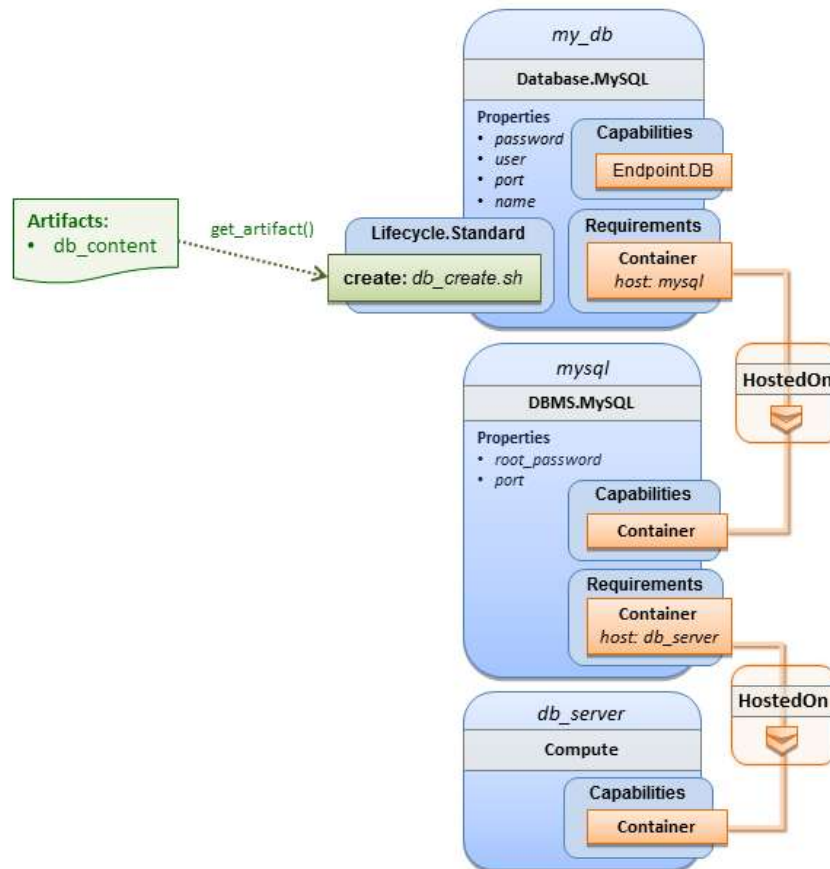 my_db
Database.MySQL
Properties
• password
• user
• port
• name
Capabilities
Endpoint.DB
Artifacts:
• db_content
get_artifact()
Lifecycle.Standard
create: db_create.sh
Requirements
Container
host: mysql
HostedOn
mysql
DBMS.MySQL
Properties
• root_password
• port
Capabilities
Container
Requirements
Container
host: db_server
HostedOn
db_server
Compute
Capabilities
Container